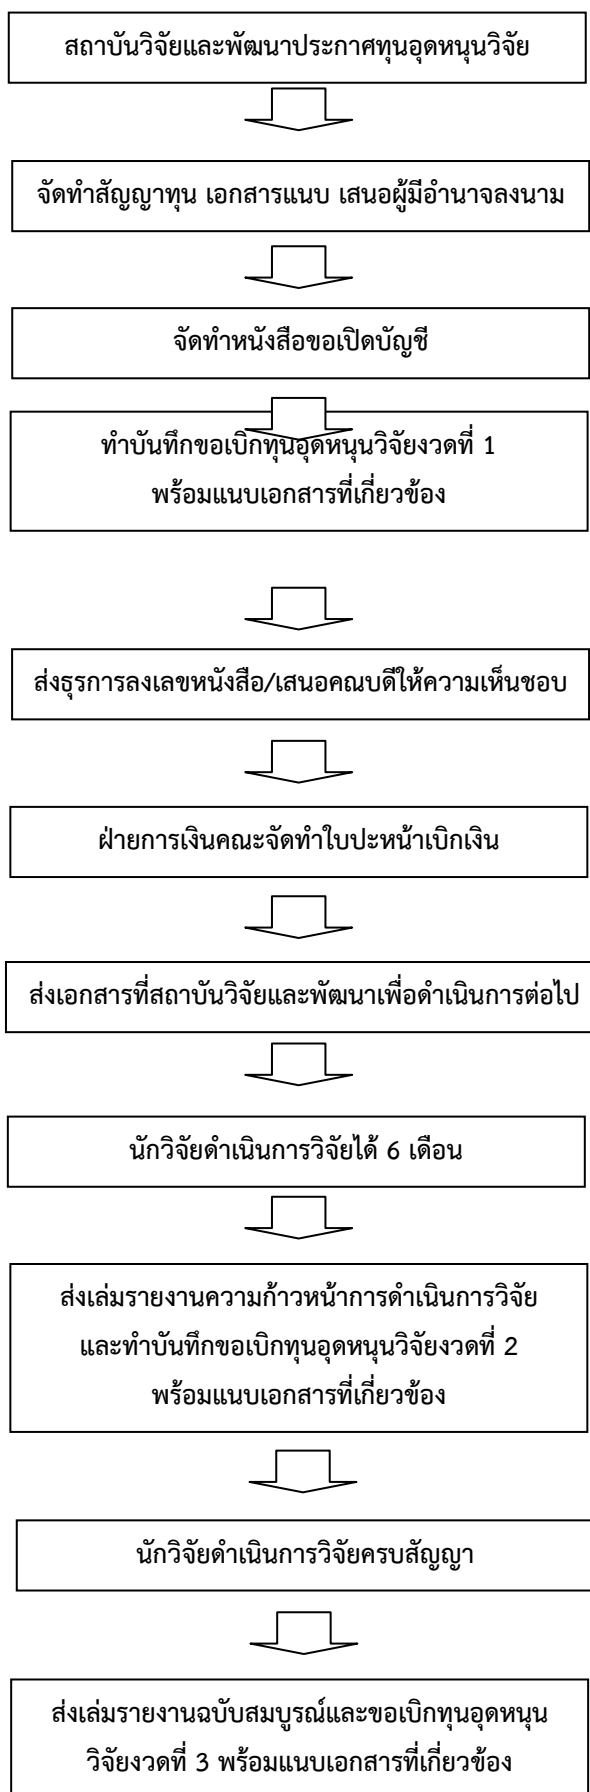 สถาบันวิจัยและพัฒนาประกาศทุนอุดหนุนวิจัย
จัดทำสัญญาทุน เอกสารแนบ เสนอผู้มีอำนาจลงนาม
จัดทำหนังสือขอเปิดบัญชี
ทำบันทึกขอเบิกทุนอุดหนุนวิจัยงวดที่ 1
พร้อมแนบเอกสารที่เกี่ยวข้อง
ส่งธุรการลงเลขหนังสือ/เสนอคณบดีให้ความเห็นชอบ
ฝ่ายการเงินคณะจัดทำใบปะหน้าเบิกเงิน
ส่งเอกสารที่สถาบันวิจัยและพัฒนาเพื่อดำเนินการต่อไป
นักวิจัยดำเนินการวิจัยได้ 6 เดือน
ส่งเล่มรายงานความก้าวหน้าการดำเนินการวิจัย
และทำบันทึกขอเบิกทุนอุดหนุนวิจัยงวดที่ 2
พร้อมแนบเอกสารที่เกี่ยวข้อง
นักวิจัยดำเนินการวิจัยครบสัญญา
ส่งเล่มรายงานฉบับสมบูรณ์และขอเบิกทุนอุดหนุน
วิจัยงวดที่ 3 พร้อมแนบเอกสารที่เกี่ยวข้อง